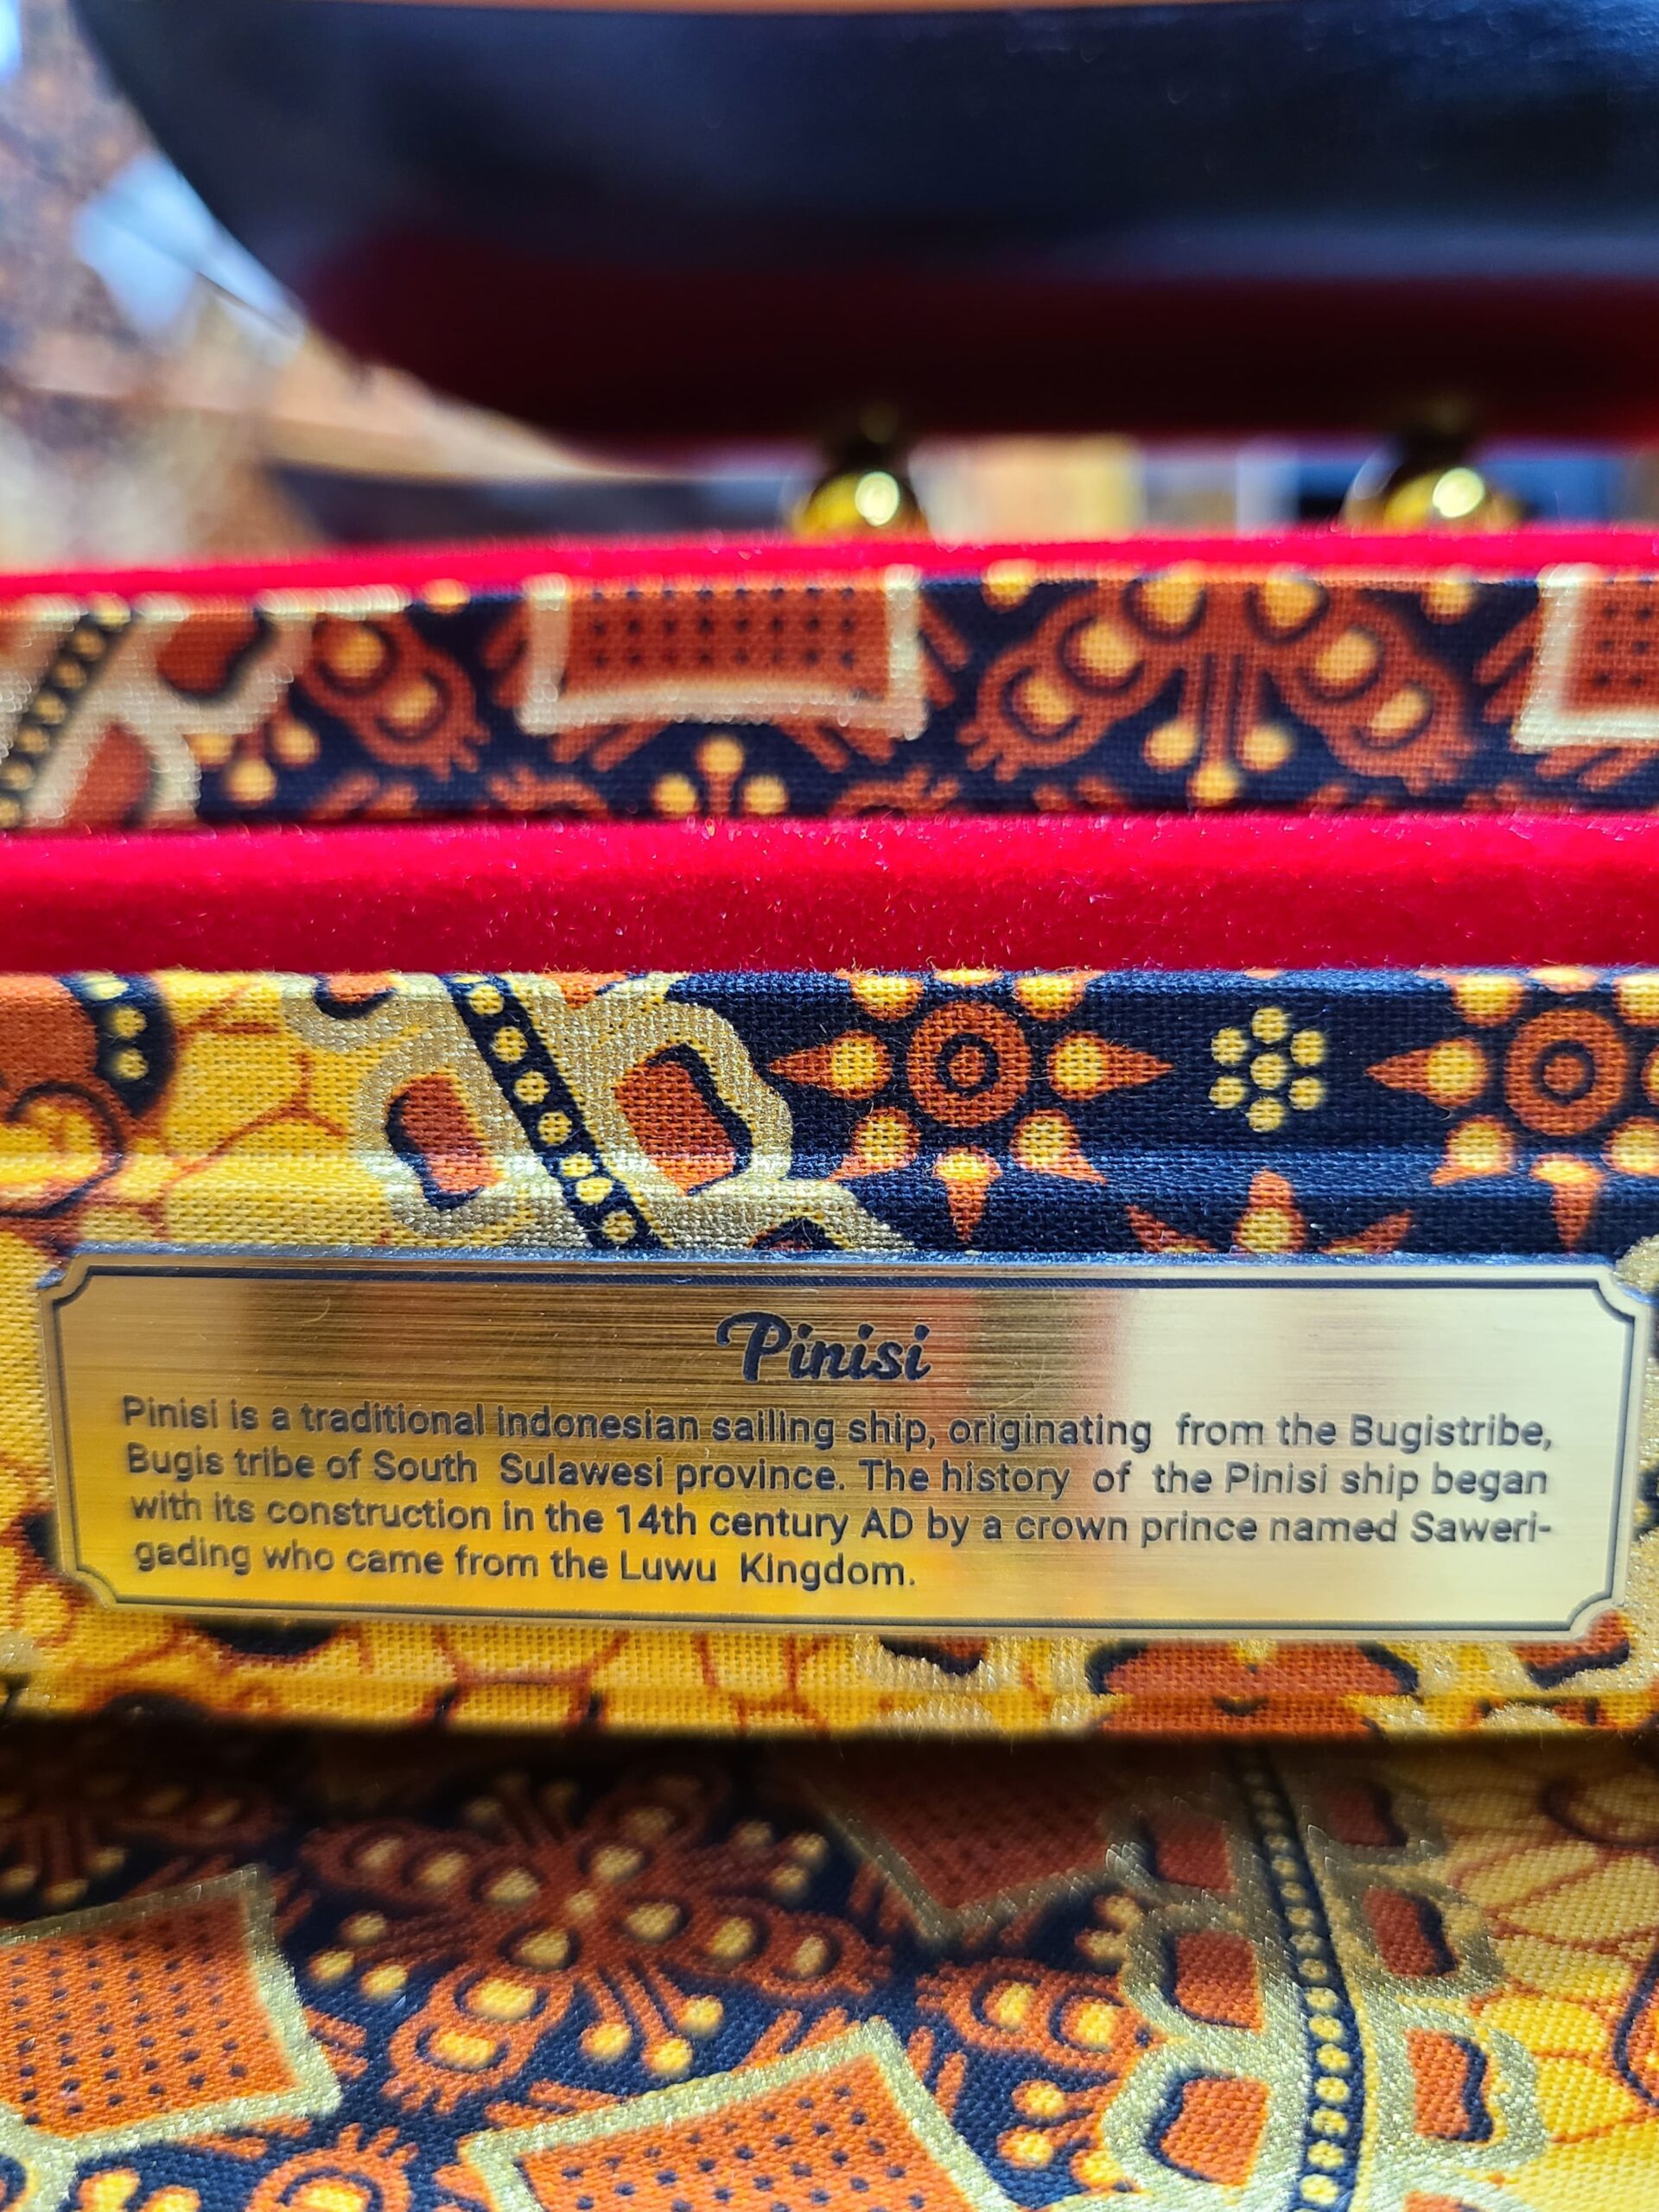 Pinisi
Pinisi is a traditional indonesian sailing ship, originating from the Bugistribe,
Bugis tribe of South Sulawesi province. The history of the Pinisi ship began
with its construction in the 14th century AD by a crown prince named Saweri-
gading who came from the Luwu Kingdom.